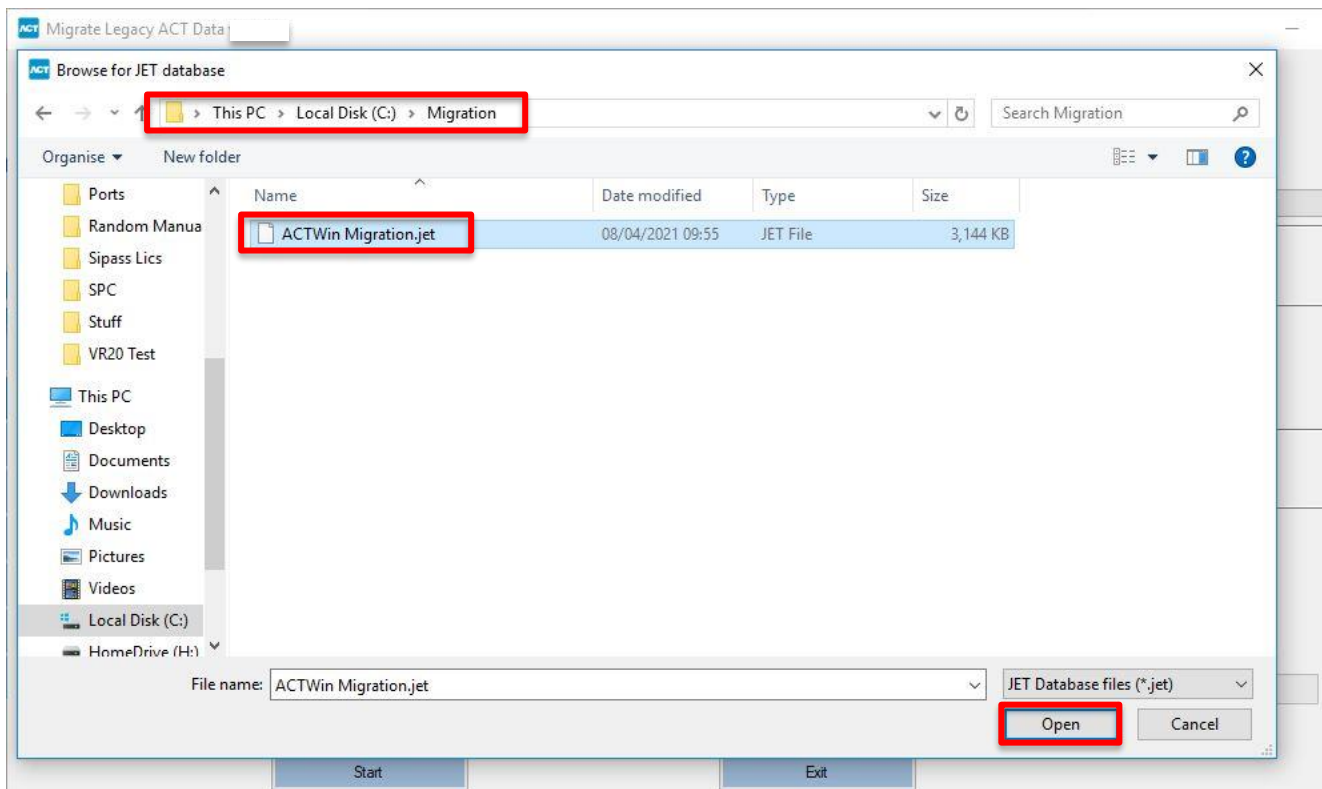 ACT Migrate Legacy ACT Data
ACT Browse for JET database
This PC > Local Disk (C:) > Migration
Search Migration
Organise
New folder
Name
Date modified
Type
Size
ACTWin Migration.jet
08/04/2021 09:55
JET File
3,144 KB
Ports
Random Manua
Sipass Lics
SPC
Stuff
VR20 Test
This PC
Desktop
Documents
Downloads
Music
Pictures
Videos
Local Disk (C:)
HomeDrive (H:)
File name: ACTWin Migration.jet
JET Database files (*.jet)
Open
Cancel
Start
Exit